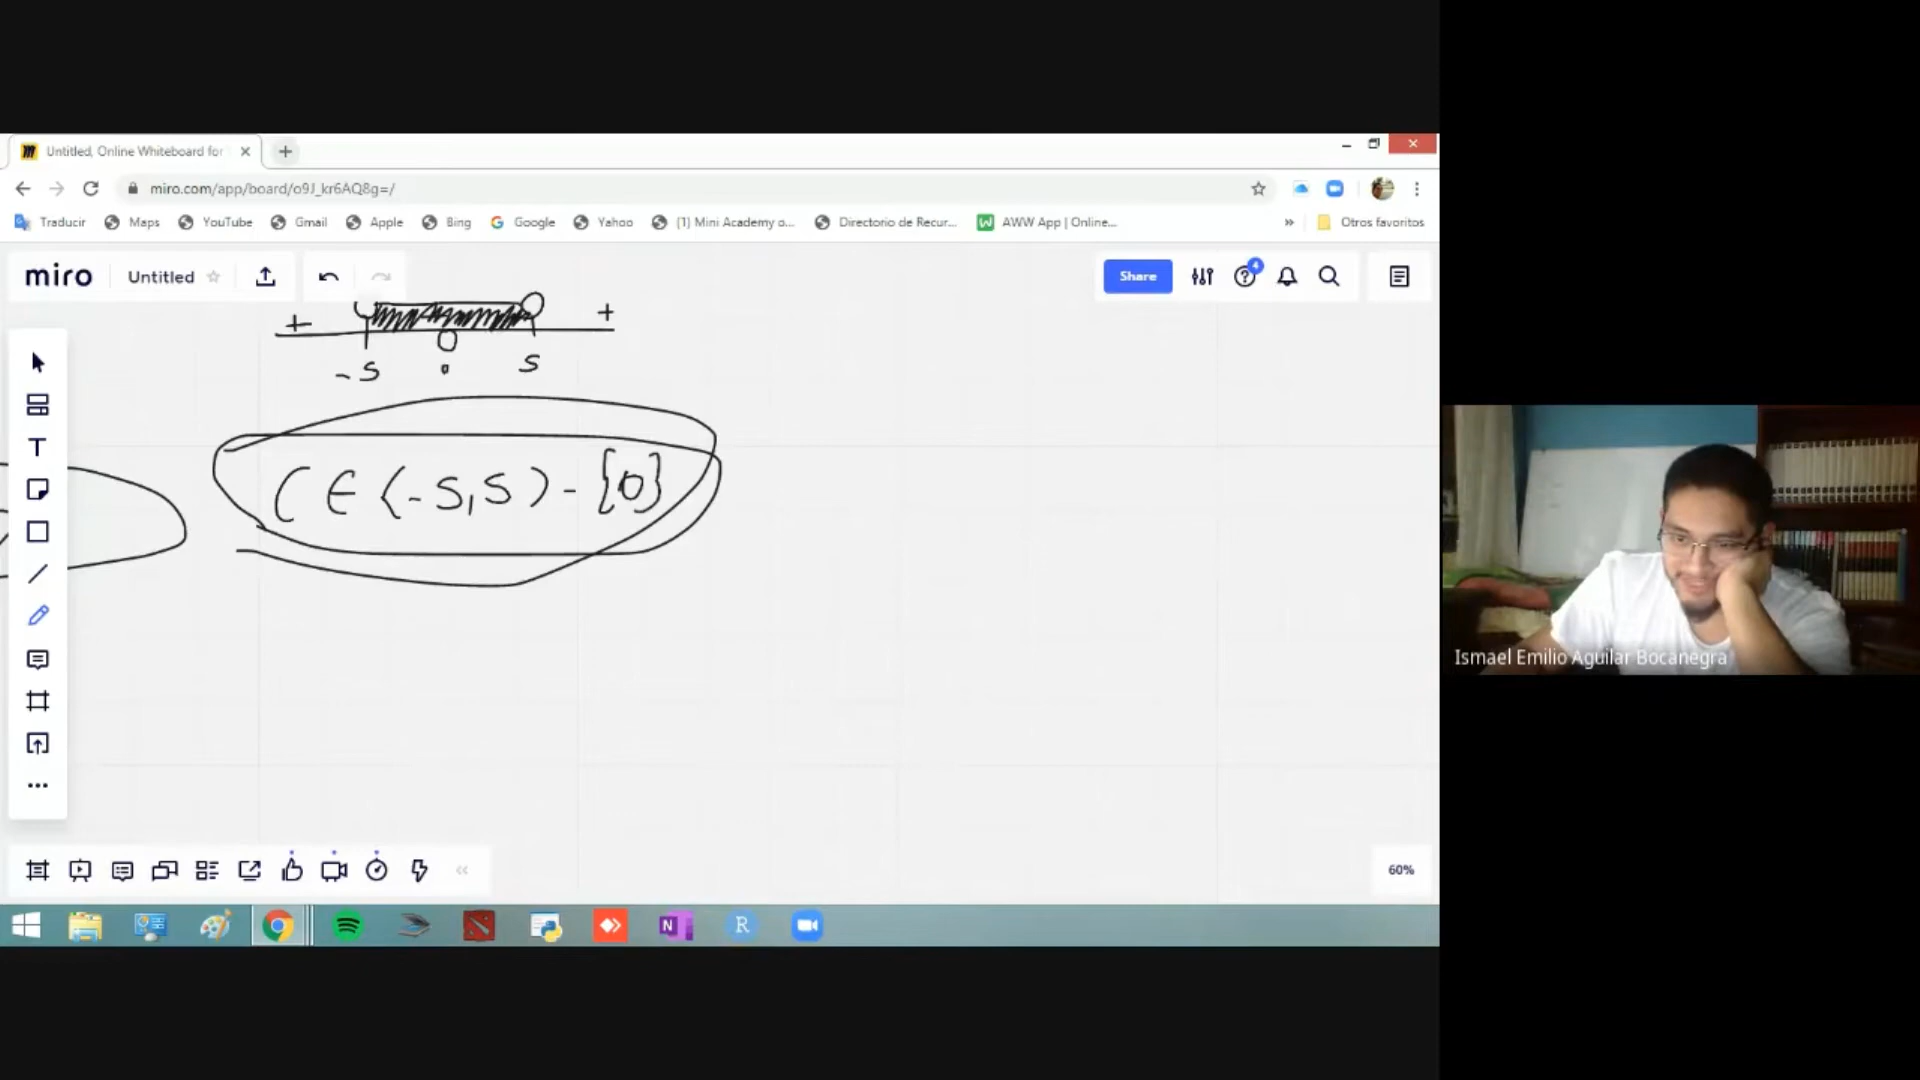 Untitled, Online Whiteboard for
miro.com/app/board/o9J_kr6AQ8g=/
Traducir Maps YouTube Gmail Apple Bing Google Yahoo (1) Mini Academy o... Directorio de Recur... AWW App | Online... » Otros favoritos
miro Untitled Share 4
+ +
-5 0 5
C ∈ ⟨-5,5⟩ - {0}
T
60%
N R
Ismael Emilio Aguilar Bocanegra